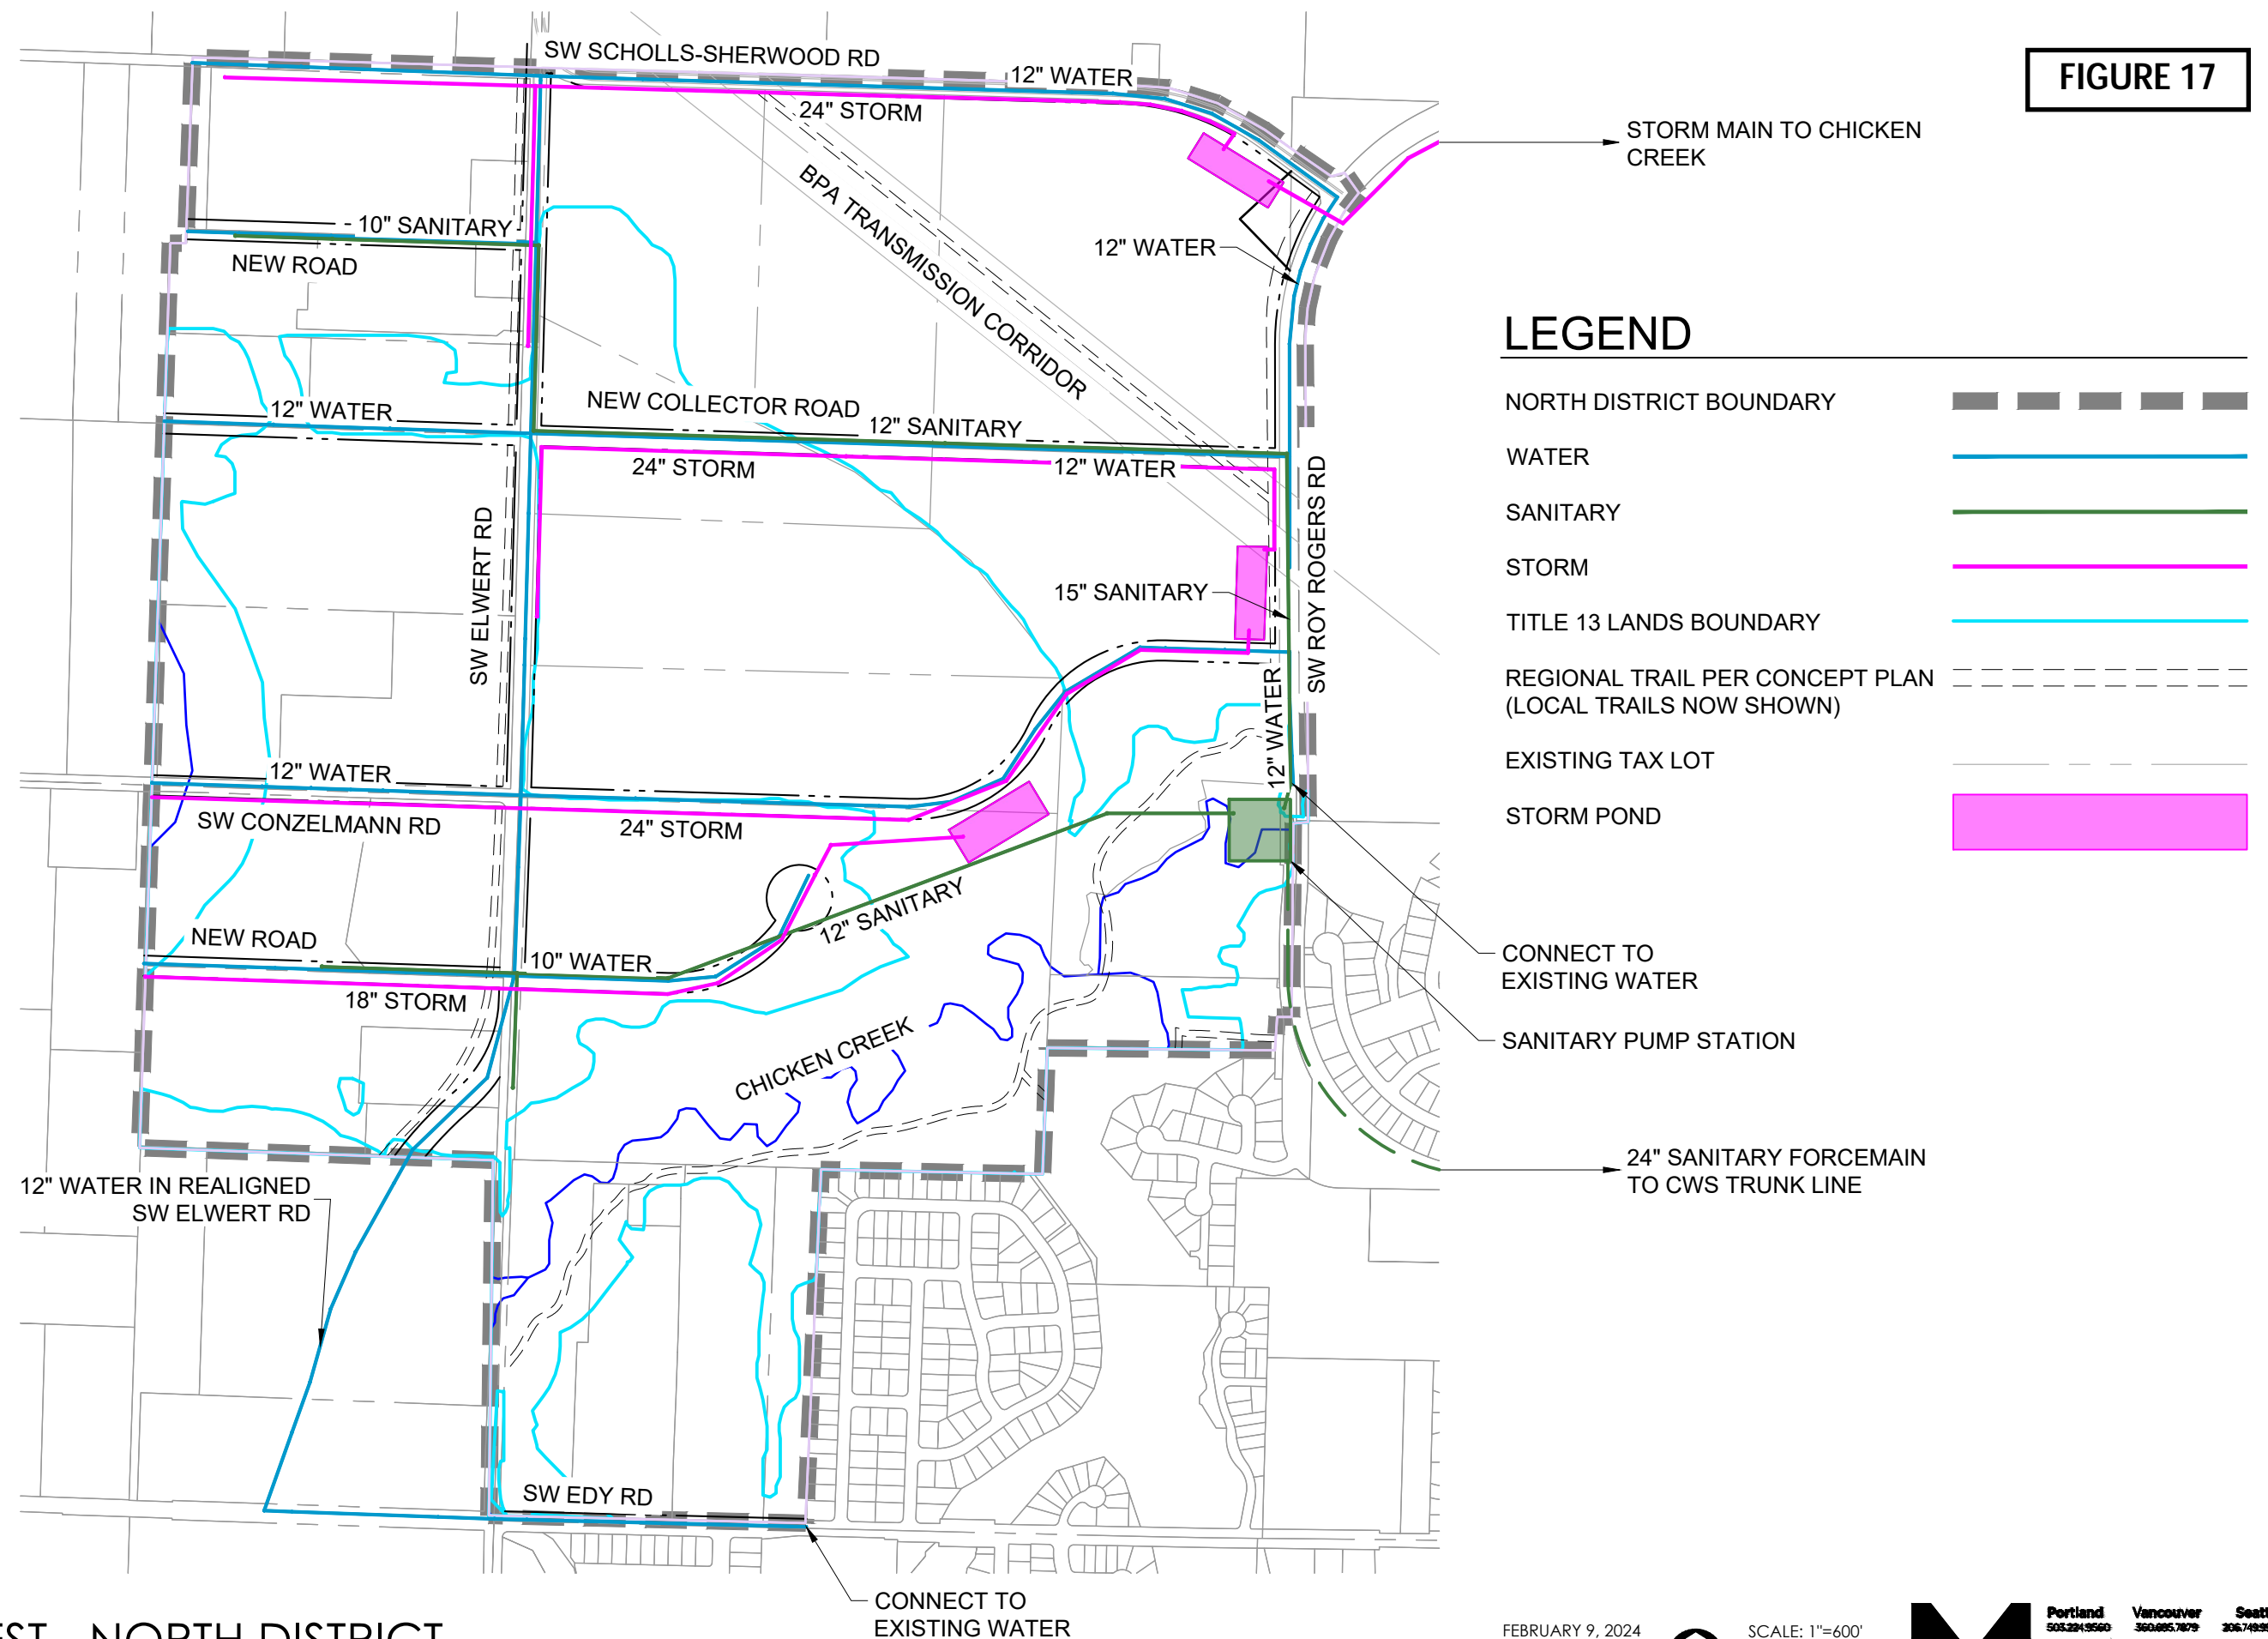 FIGURE 17
SW SCHOLLS-SHERWOOD RD
12" WATER
24" STORM
STORM MAIN TO CHICKEN
CREEK
BPA TRANSMISSION CORRIDOR
10" SANITARY
NEW ROAD
12" WATER
LEGEND
NORTH DISTRICT BOUNDARY
WATER
SANITARY
STORM
TITLE 13 LANDS BOUNDARY
REGIONAL TRAIL PER CONCEPT PLAN
(LOCAL TRAILS NOW SHOWN)
EXISTING TAX LOT
STORM POND
12" WATER
NEW COLLECTOR ROAD
12" SANITARY
24" STORM
12" WATER
SW ELWERT RD
SW ROY ROGERS RD
15" SANITARY
12" WATER
12" WATER
SW CONZELMANN RD
24" STORM
12" SANITARY
NEW ROAD
10" WATER
18" STORM
CHICKEN CREEK
CONNECT TO
EXISTING WATER
SANITARY PUMP STATION
24" SANITARY FORCEMAIN
TO CWS TRUNK LINE
12" WATER IN REALIGNED
SW ELWERT RD
SW EDY RD
CONNECT TO
EXISTING WATER
NORTH DISTRICT
FEBRUARY 9, 2024
SCALE: 1"=600'
Portland
Vancouver
503.224.9560